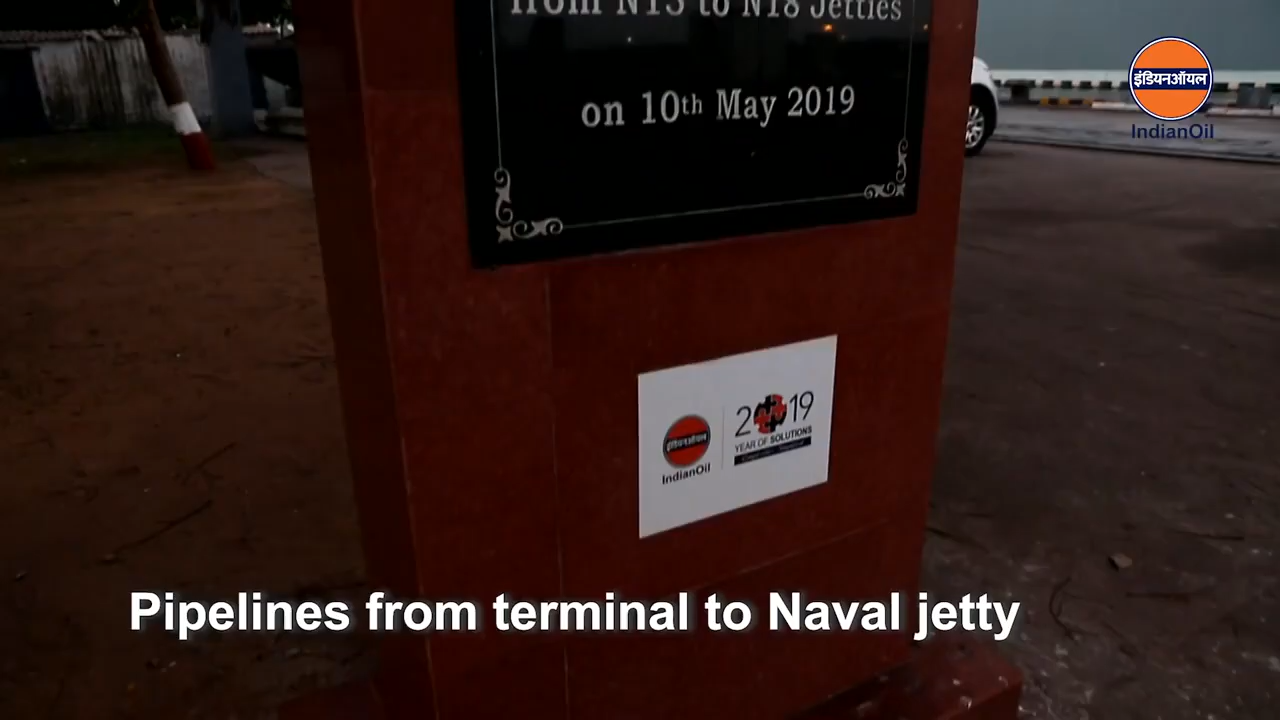 from N15 to N18 Jetties
on 10th May 2019
इंडियनऑयल
IndianOil
इंडियनऑयल
IndianOil
2019
YEAR OF SOLUTIONS
Pipelines from terminal to Naval jetty